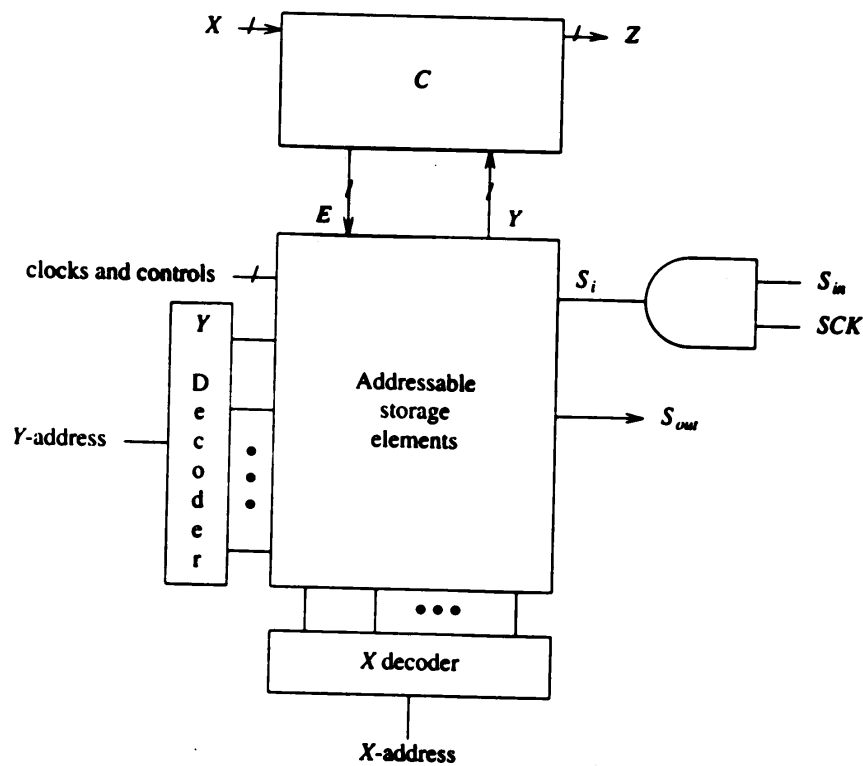 X
Z
C
E
Y
clocks and controls
S_i
S_in
SCK
Y
D
e
c
o
d
e
r
Addressable
storage
elements
S_out
Y-address
X decoder
X-address